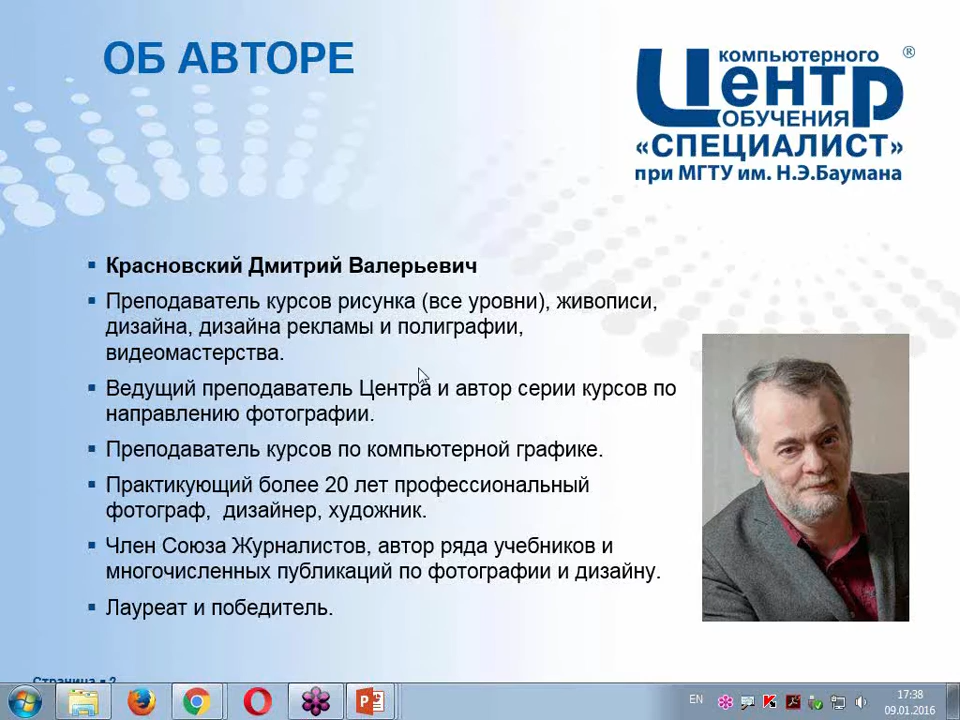 ОБ АВТОРЕ
компьютерного
Центр
®
ОБУЧЕНИЯ
«СПЕЦИАЛИСТ»
при МГТУ им. Н.Э.Баумана
Красновский Дмитрий Валерьевич
Преподаватель курсов рисунка (все уровни), живописи,
дизайна, дизайна рекламы и полиграфии,
видеомастерства.
Ведущий преподаватель Центра и автор серии курсов по
направлению фотографии.
Преподаватель курсов по компьютерной графике.
Практикующий более 20 лет профессиональный
фотограф, дизайнер, художник.
Член Союза Журналистов, автор ряда учебников и
многочисленных публикаций по фотографии и дизайну.
Лауреат и победитель.
Страница ▪ 2
EN
17:38
09.01.2016